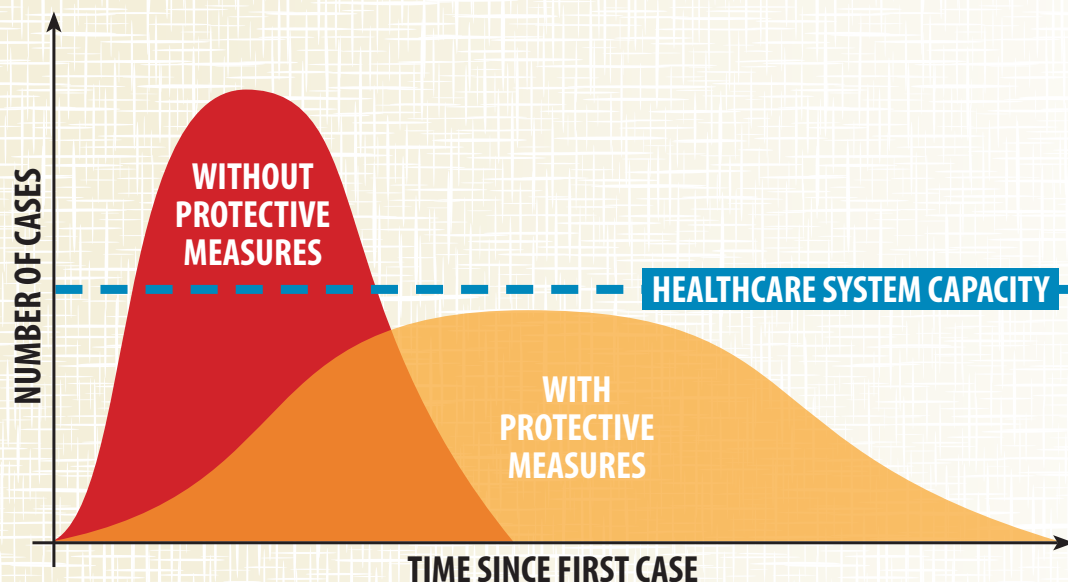 NUMBER OF CASES
WITHOUT
PROTECTIVE
MEASURES
HEALTHCARE SYSTEM CAPACITY
WITH
PROTECTIVE
MEASURES
TIME SINCE FIRST CASE